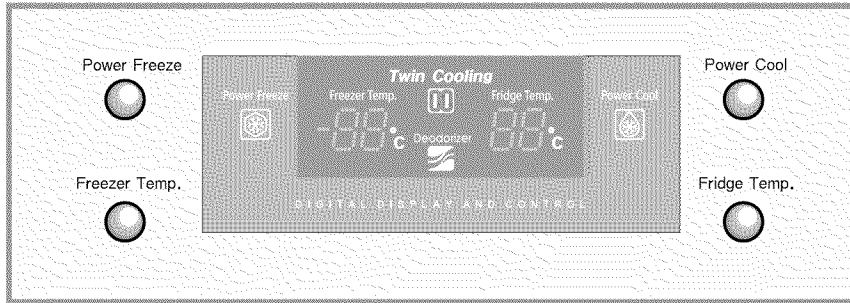 Power Freeze
Power Cool
Twin Cooling
Power Freeze
Freezer Temp.
Fridge Temp.
Power Cool
-88°C
88°C
Deodorizer
Freezer Temp.
Fridge Temp.
DIGITAL DISPLAY AND CONTROL